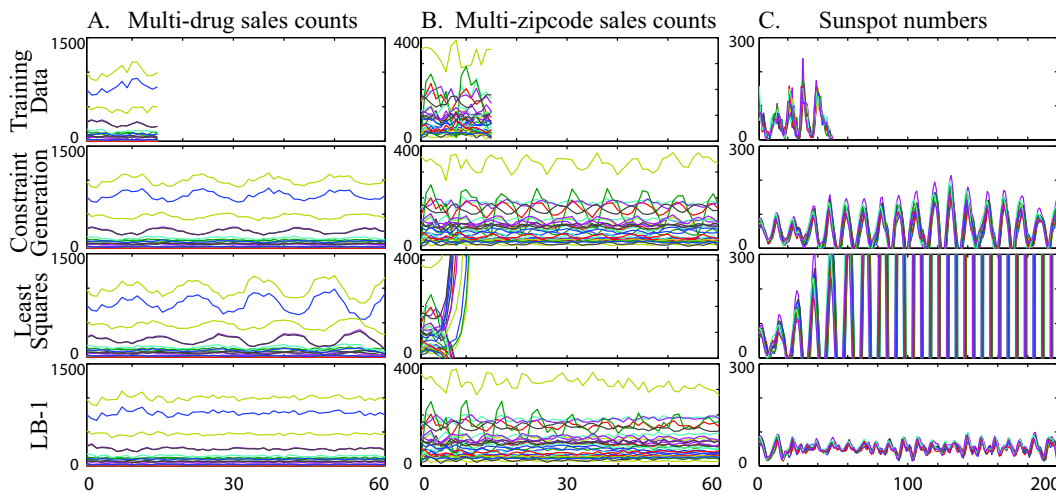 A. Multi-drug sales counts
B. Multi-zipcode sales counts
C. Sunspot numbers
Training
Data
1500
0
400
0
300
0
Constraint
Generation
1500
0
400
0
300
0
Least
Squares
1500
0
400
0
300
0
LB-1
1500
0
400
0
300
0
0 30 60
0 30 60
0 100 200